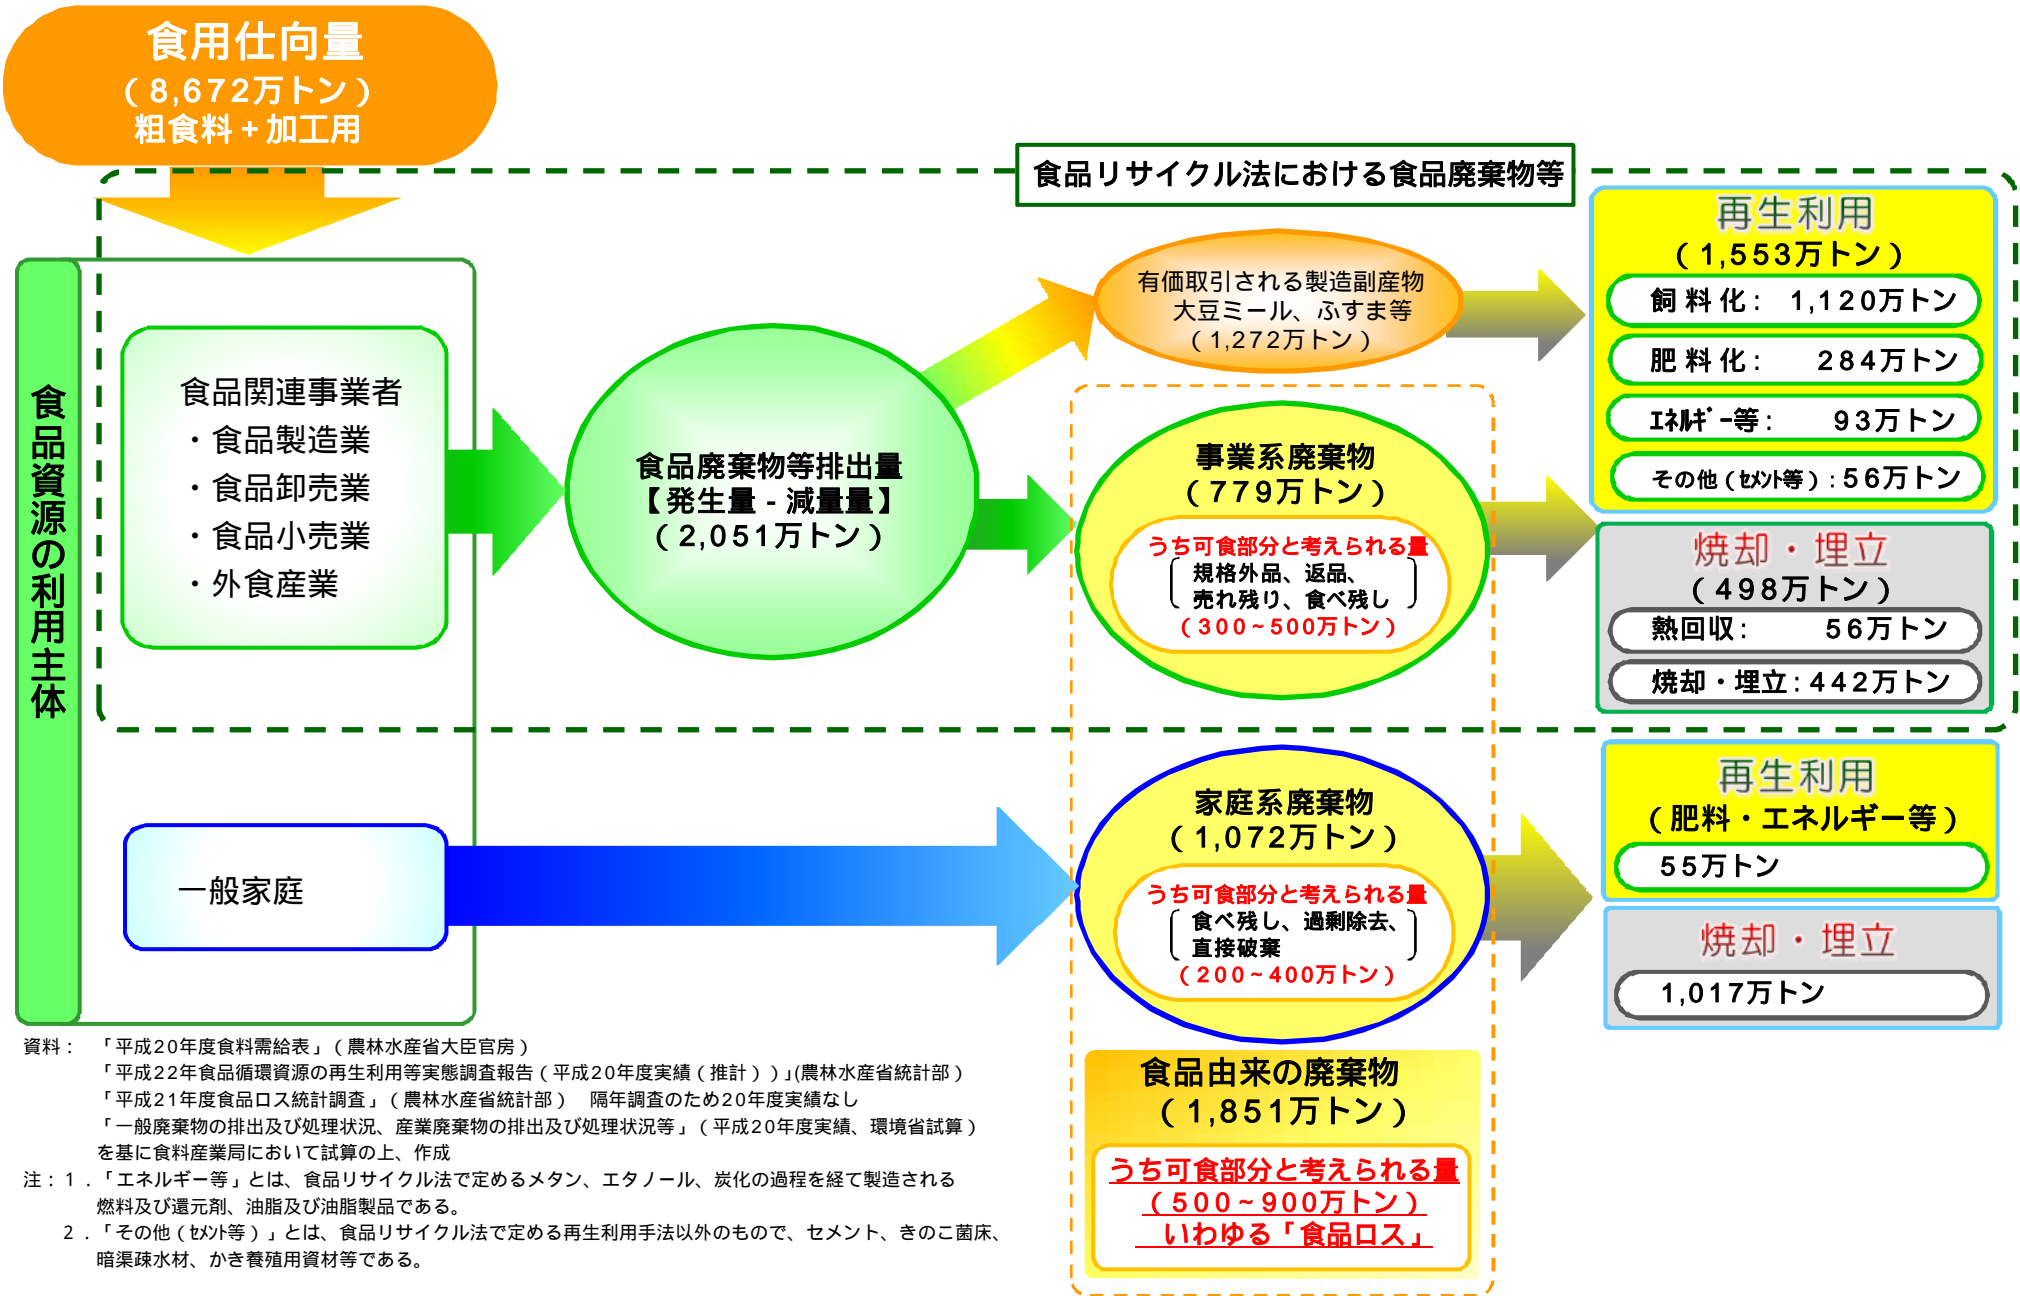 食用仕向量
（8,672万トン）
粗食料＋加工用
食品リサイクル法における食品廃棄物等
食品資源の利用主体
食品関連事業者
・食品製造業
・食品卸売業
・食品小売業
・外食産業
一般家庭
食品廃棄物等排出量
【発生量－減量量】
（2,051万トン）
有価取引される製造副産物
大豆ミール、ふすま等
（1,272万トン）
事業系廃棄物
（779万トン）
うち可食部分と考えられる量
規格外品、返品、
売れ残り、食べ残し
（300～500万トン）
家庭系廃棄物
（1,072万トン）
うち可食部分と考えられる量
食べ残し、過剰除去、
直接破棄
（200～400万トン）
食品由来の廃棄物
（1,851万トン）
うち可食部分と考えられる量
（500～900万トン）
いわゆる「食品ロス」
再生利用
（1,553万トン）
飼料化： 1,120万トン
肥料化： 284万トン
ｴﾈﾙｷﾞｰ等： 93万トン
その他（ｾﾒﾝﾄ等）：56万トン
焼却・埋立
（498万トン）
熱回収： 56万トン
焼却・埋立：442万トン
再生利用
（肥料・エネルギー等）
55万トン
焼却・埋立
1,017万トン
資料： 「平成20年度食料需給表」（農林水産省大臣官房）
「平成22年食品循環資源の再生利用等実態調査報告（平成20年度実績（推計））」(農林水産省統計部）
「平成21年度食品ロス統計調査」（農林水産省統計部） 隔年調査のため20年度実績なし
「一般廃棄物の排出及び処理状況、産業廃棄物の排出及び処理状況等」（平成20年度実績、環境省試算）
を基に食料産業局において試算の上、作成
注：１．「エネルギー等」とは、食品リサイクル法で定めるメタン、エタノール、炭化の過程を経て製造される
燃料及び還元剤、油脂及び油脂製品である。
２．「その他（ｾﾒﾝﾄ等）」とは、食品リサイクル法で定める再生利用手法以外のもので、セメント、きのこ菌床、
暗渠疎水材、かき養殖用資材等である。